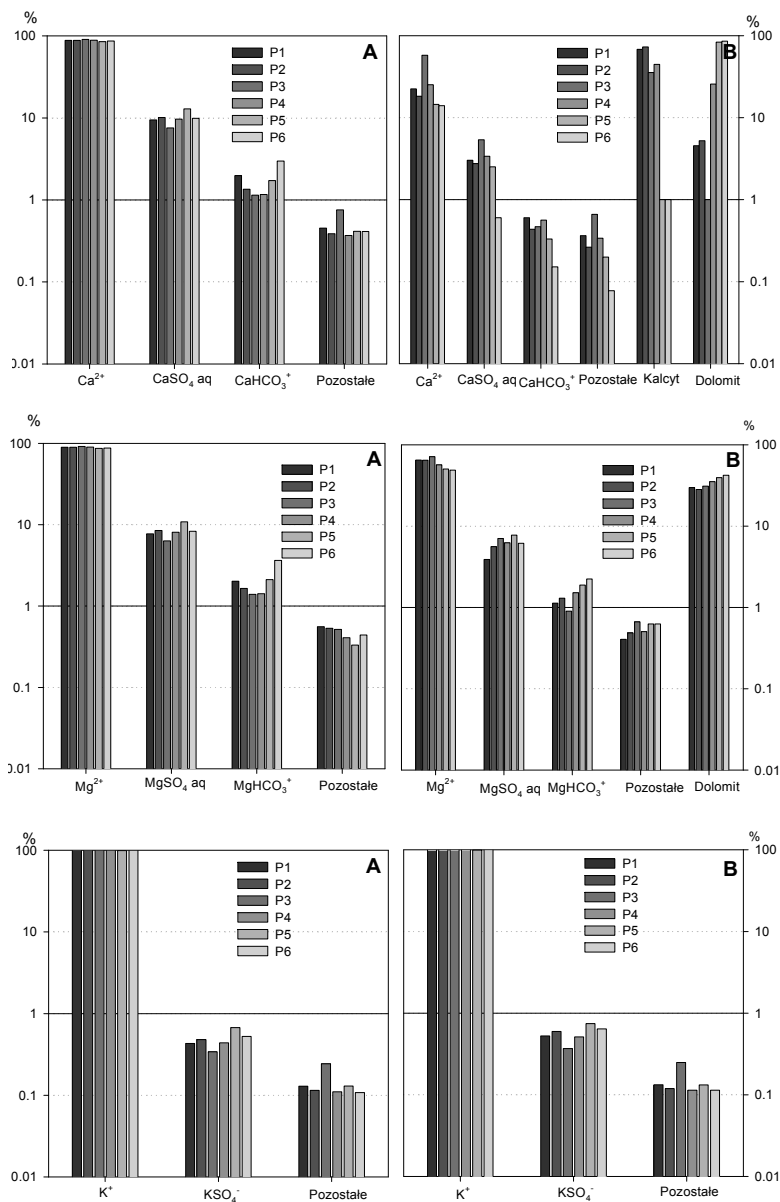 %
100
10
1
0.1
0.01
A
P1
P2
P3
P4
P5
P6
Ca²⁺ CaSO₄ aq CaHCO₃⁺ Pozostałe
%
100
10
1
0.1
0.01
B
P1
P2
P3
P4
P5
P6
Ca²⁺ CaSO₄ aq CaHCO₃⁺ Pozostałe Kalcyt Dolomit
%
100
10
1
0.1
0.01
A
P1
P2
P3
P4
P5
P6
Mg²⁺ MgSO₄ aq MgHCO₃⁺ Pozostałe
%
100
10
1
0.1
0.01
B
P1
P2
P3
P4
P5
P6
Mg²⁺ MgSO₄ aq MgHCO₃⁺ Pozostałe Dolomit
%
100
10
1
0.1
0.01
A
P1
P2
P3
P4
P5
P6
K⁺ KSO₄⁻ Pozostałe
%
100
10
1
0.1
0.01
B
P1
P2
P3
P4
P5
P6
K⁺ KSO₄⁻ Pozostałe